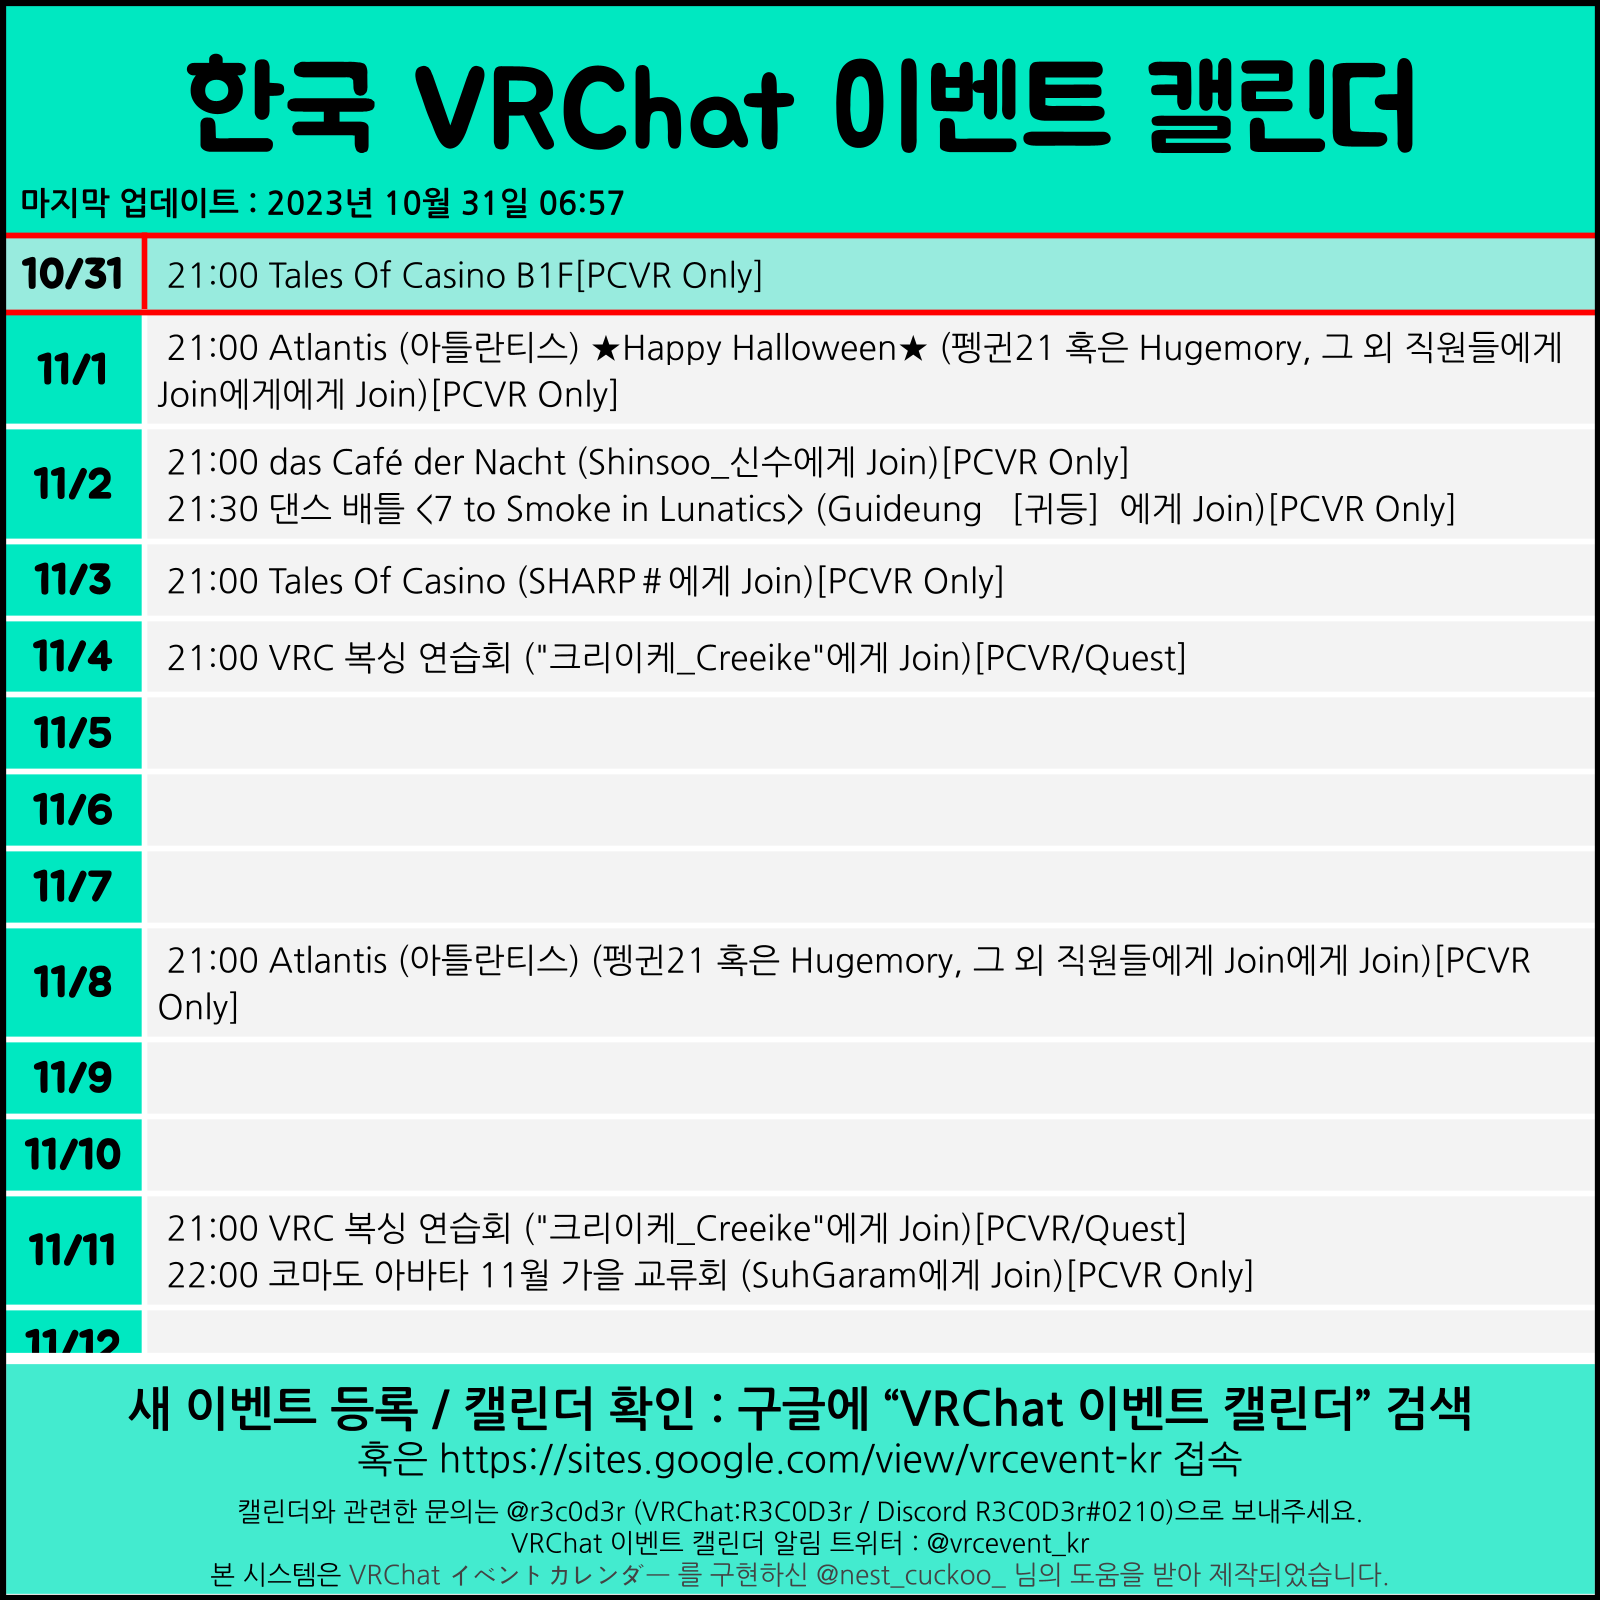 한국 VRChat 이벤트 캘린더
마지막 업데이트 : 2023년 10월 31일 06:57
10/31 21:00 Tales Of Casino B1F[PCVR Only]
11/1 21:00 Atlantis (아틀란티스) ★Happy Halloween★ (펭귄21 혹은 Hugemory, 그 외 직원들에게
Join에게에게 Join)[PCVR Only]
11/2 21:00 das Café der Nacht (Shinsoo_신수에게 Join)[PCVR Only]
21:30 댄스 배틀 <7 to Smoke in Lunatics> (Guideung ［귀등］ 에게 Join)[PCVR Only]
11/3 21:00 Tales Of Casino (SHARP＃에게 Join)[PCVR Only]
11/4 21:00 VRC 복싱 연습회 ("크리이케_Creeike"에게 Join)[PCVR/Quest]
11/5
11/6
11/7
11/8 21:00 Atlantis (아틀란티스) (펭귄21 혹은 Hugemory, 그 외 직원들에게 Join에게 Join)[PCVR
Only]
11/9
11/10
11/11 21:00 VRC 복싱 연습회 ("크리이케_Creeike"에게 Join)[PCVR/Quest]
22:00 코마도 아바타 11월 가을 교류회 (SuhGaram에게 Join)[PCVR Only]
11/12
새 이벤트 등록 / 캘린더 확인 : 구글에 “VRChat 이벤트 캘린더” 검색
혹은 https://sites.google.com/view/vrcevent-kr 접속
캘린더와 관련한 문의는 @r3c0d3r (VRChat:R3C0D3r / Discord R3C0D3r#0210)으로 보내주세요.
VRChat 이벤트 캘린더 알림 트위터 : @vrcevent_kr
본 시스템은 VRChat イベントカレンダー 를 구현하신 @nest_cuckoo_ 님의 도움을 받아 제작되었습니다.